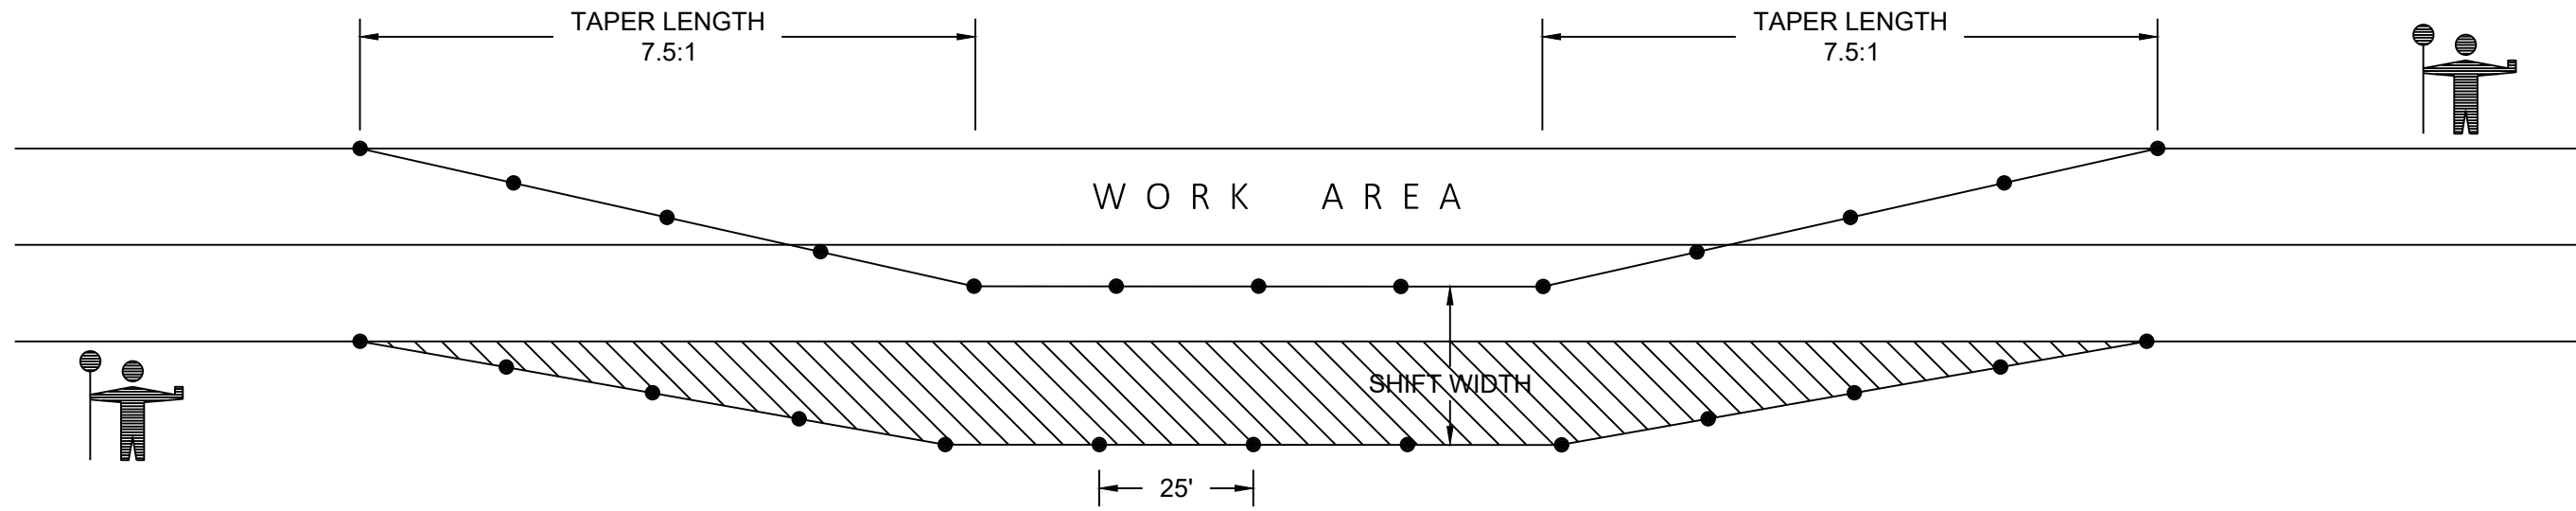 TAPER LENGTH
7.5:1
TAPER LENGTH
7.5:1
WORK AREA
SHIFT WIDTH
25'